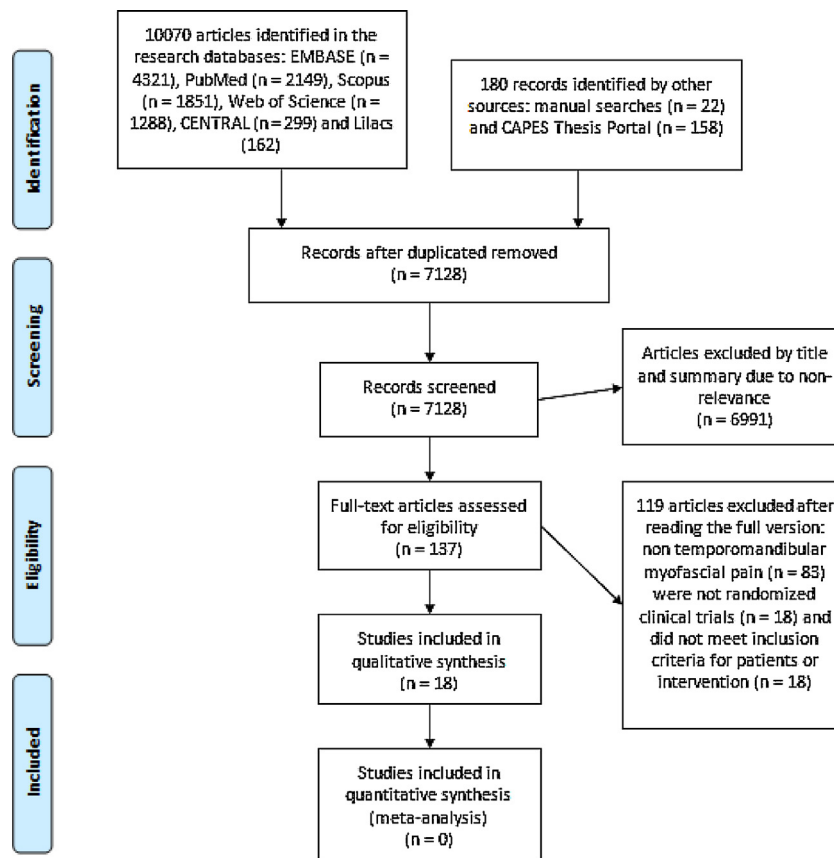 Identification
10070 articles identified in the
research databases: EMBASE (n =
4321), PubMed (n = 2149), Scopus
(n = 1851), Web of Science (n =
1288), CENTRAL (n = 299) and Lilacs
(162)
180 records identified by other
sources: manual searches (n = 22)
and CAPES Thesis Portal (n = 158)
Records after duplicated removed
(n = 7128)
Screening
Records screened
(n = 7128)
Articles excluded by title
and summary due to non-
relevance
(n = 6991)
Eligibility
Full-text articles assessed
for eligibility
(n = 137)
119 articles excluded after
reading the full version:
non temporomandibular
myofascial pain (n = 83)
were not randomized
clinical trials (n = 18) and
did not meet inclusion
criteria for patients or
intervention (n = 18)
Studies included in
qualitative synthesis
(n = 18)
Included
Studies included in
quantitative synthesis
(meta-analysis)
(n = 0)